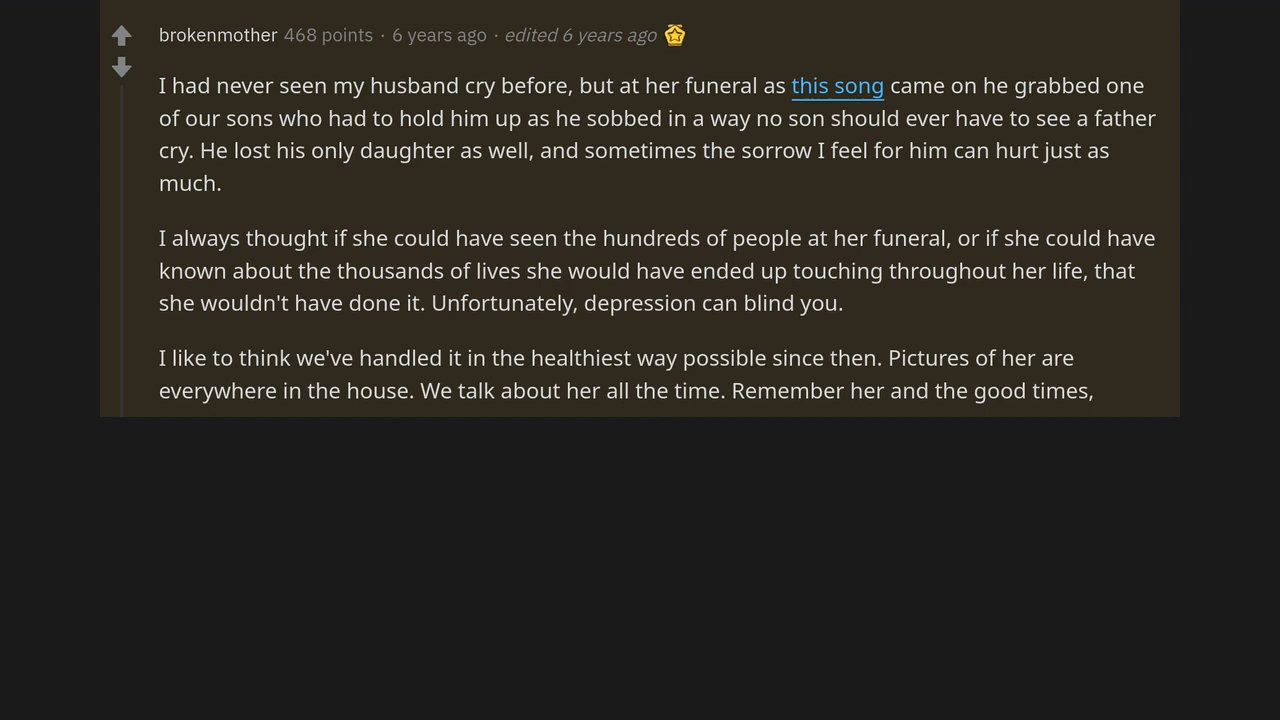 brokenmother 468 points · 6 years ago · edited 6 years ago
I had never seen my husband cry before, but at her funeral as this song came on he grabbed one
of our sons who had to hold him up as he sobbed in a way no son should ever have to see a father
cry. He lost his only daughter as well, and sometimes the sorrow I feel for him can hurt just as
much.
I always thought if she could have seen the hundreds of people at her funeral, or if she could have
known about the thousands of lives she would have ended up touching throughout her life, that
she wouldn't have done it. Unfortunately, depression can blind you.
I like to think we've handled it in the healthiest way possible since then. Pictures of her are
everywhere in the house. We talk about her all the time. Remember her and the good times,